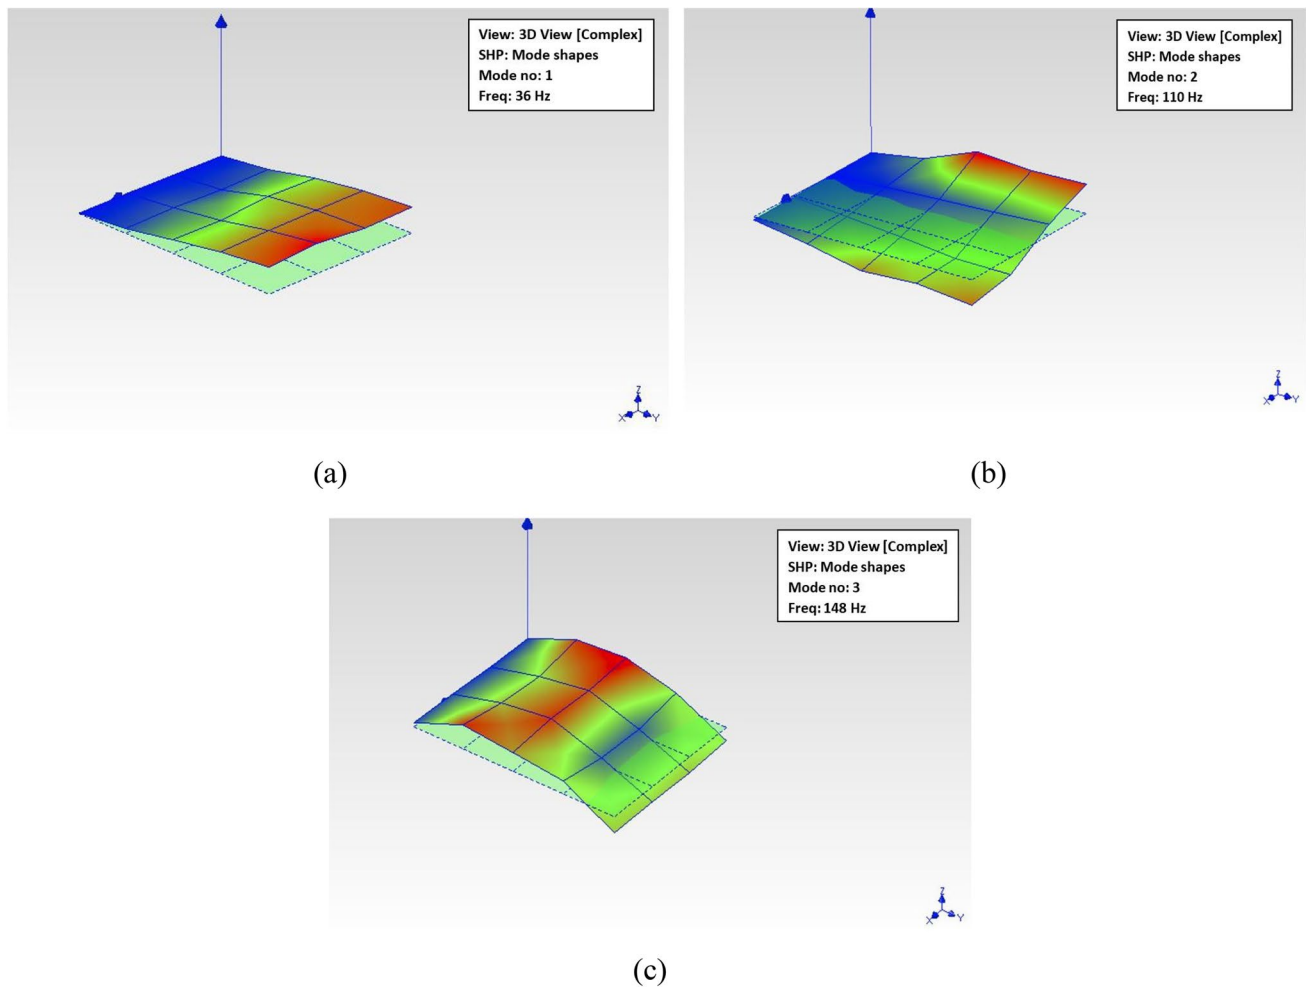 View: 3D View [Complex]
SHP: Mode shapes
Mode no: 1
Freq: 36 Hz
Z
X
Y
(a)
View: 3D View [Complex]
SHP: Mode shapes
Mode no: 2
Freq: 110 Hz
Z
X
Y
(b)
View: 3D View [Complex]
SHP: Mode shapes
Mode no: 3
Freq: 148 Hz
Z
X
Y
(c)